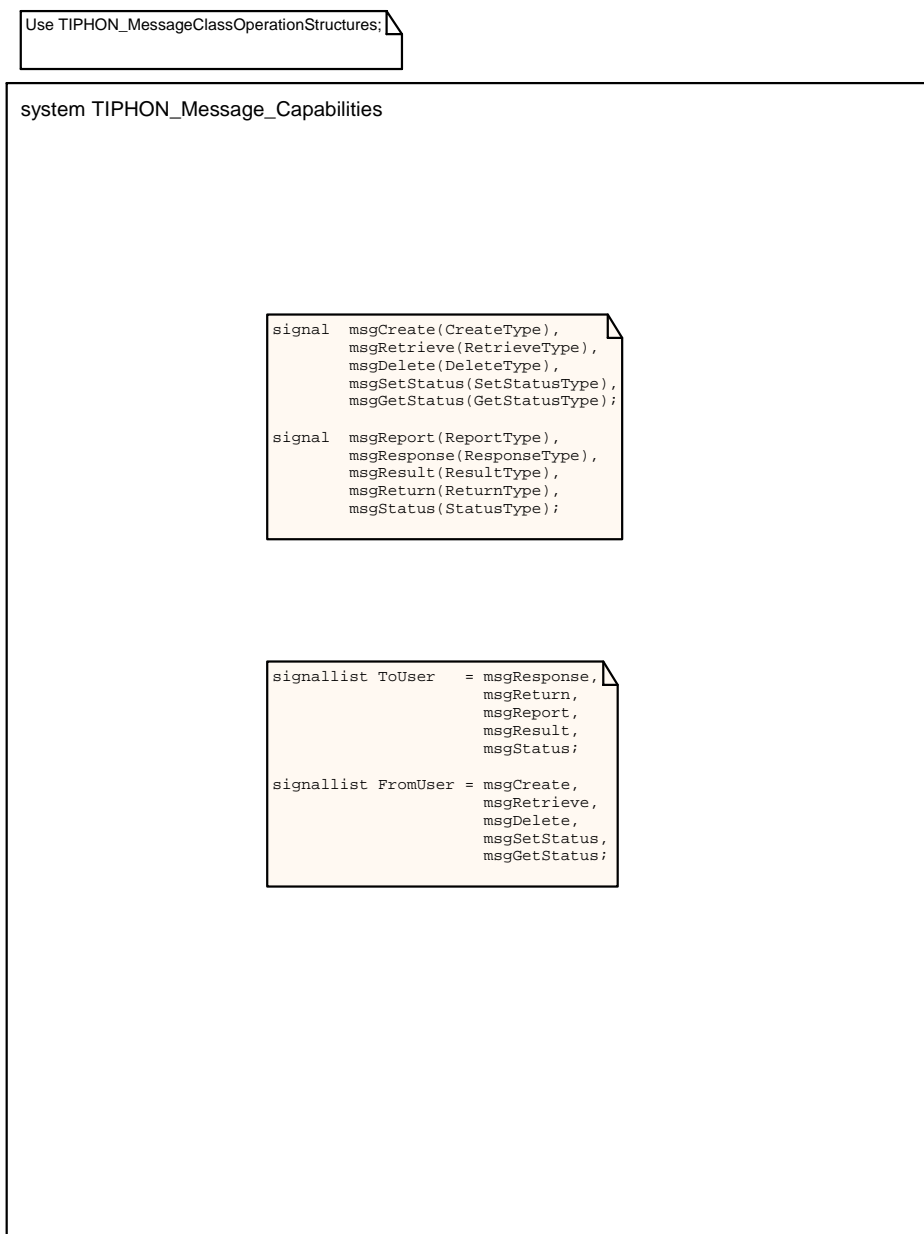 Use TIPHON_MessageClassOperationStructures;
system TIPHON_Message_Capabilities
signal  msgCreate(CreateType),
        msgRetrieve(RetrieveType),
        msgDelete(DeleteType),
        msgSetStatus(SetStatusType),
        msgGetStatus(GetStatusType);
signal  msgReport(ReportType),
        msgResponse(ResponseType),
        msgResult(ResultType),
        msgReturn(ReturnType),
        msgStatus(StatusType);
signallist ToUser   = msgResponse,
                      msgReturn,
                      msgReport,
                      msgResult,
                      msgStatus;
signallist FromUser = msgCreate,
                      msgRetrieve,
                      msgDelete,
                      msgSetStatus,
                      msgGetStatus;